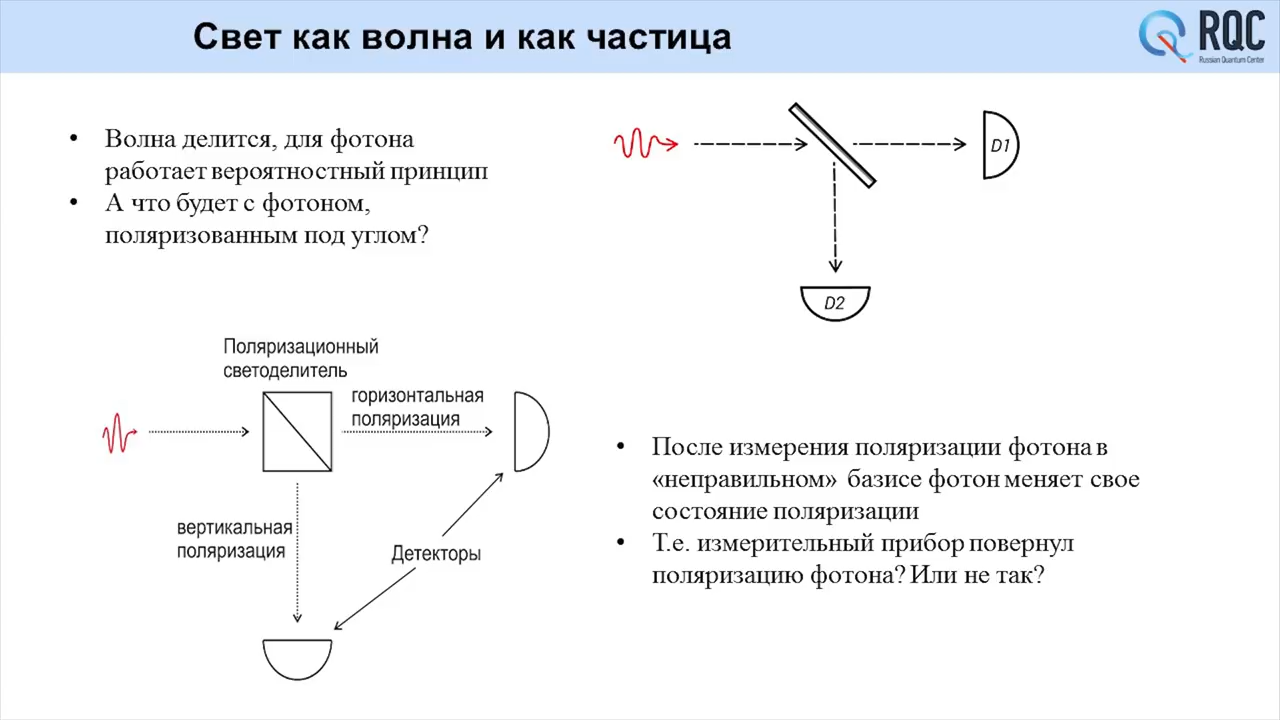 Свет как волна и как частица
RQC
Russian Quantum Center
• Волна делится, для фотона
работает вероятностный принцип
• А что будет с фотоном,
поляризованным под углом?
D1
D2
Поляризационный
светоделитель
горизонтальная
поляризация
вертикальная
поляризация
Детекторы
• После измерения поляризации фотона в
«неправильном» базисе фотон меняет свое
состояние поляризации
• Т.е. измерительный прибор повернул
поляризацию фотона? Или не так?